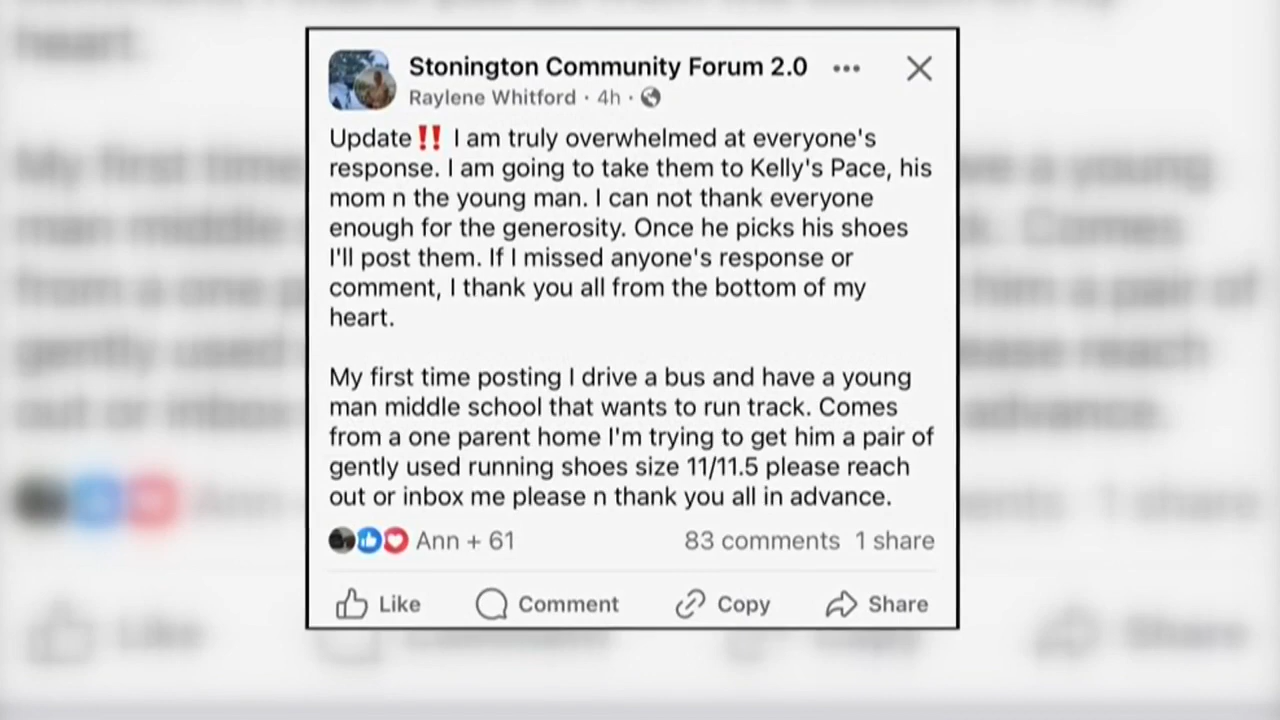 Stonington Community Forum 2.0
Raylene Whitford · 4h ·
Update‼️ I am truly overwhelmed at everyone's
response. I am going to take them to Kelly's Pace, his
mom n the young man. I can not thank everyone
enough for the generosity. Once he picks his shoes
I'll post them. If I missed anyone's response or
comment, I thank you all from the bottom of my
heart.
My first time posting I drive a bus and have a young
man middle school that wants to run track. Comes
from a one parent home I'm trying to get him a pair of
gently used running shoes size 11/11.5 please reach
out or inbox me please n thank you all in advance.
Ann + 61 83 comments 1 share
Like Comment Copy Share